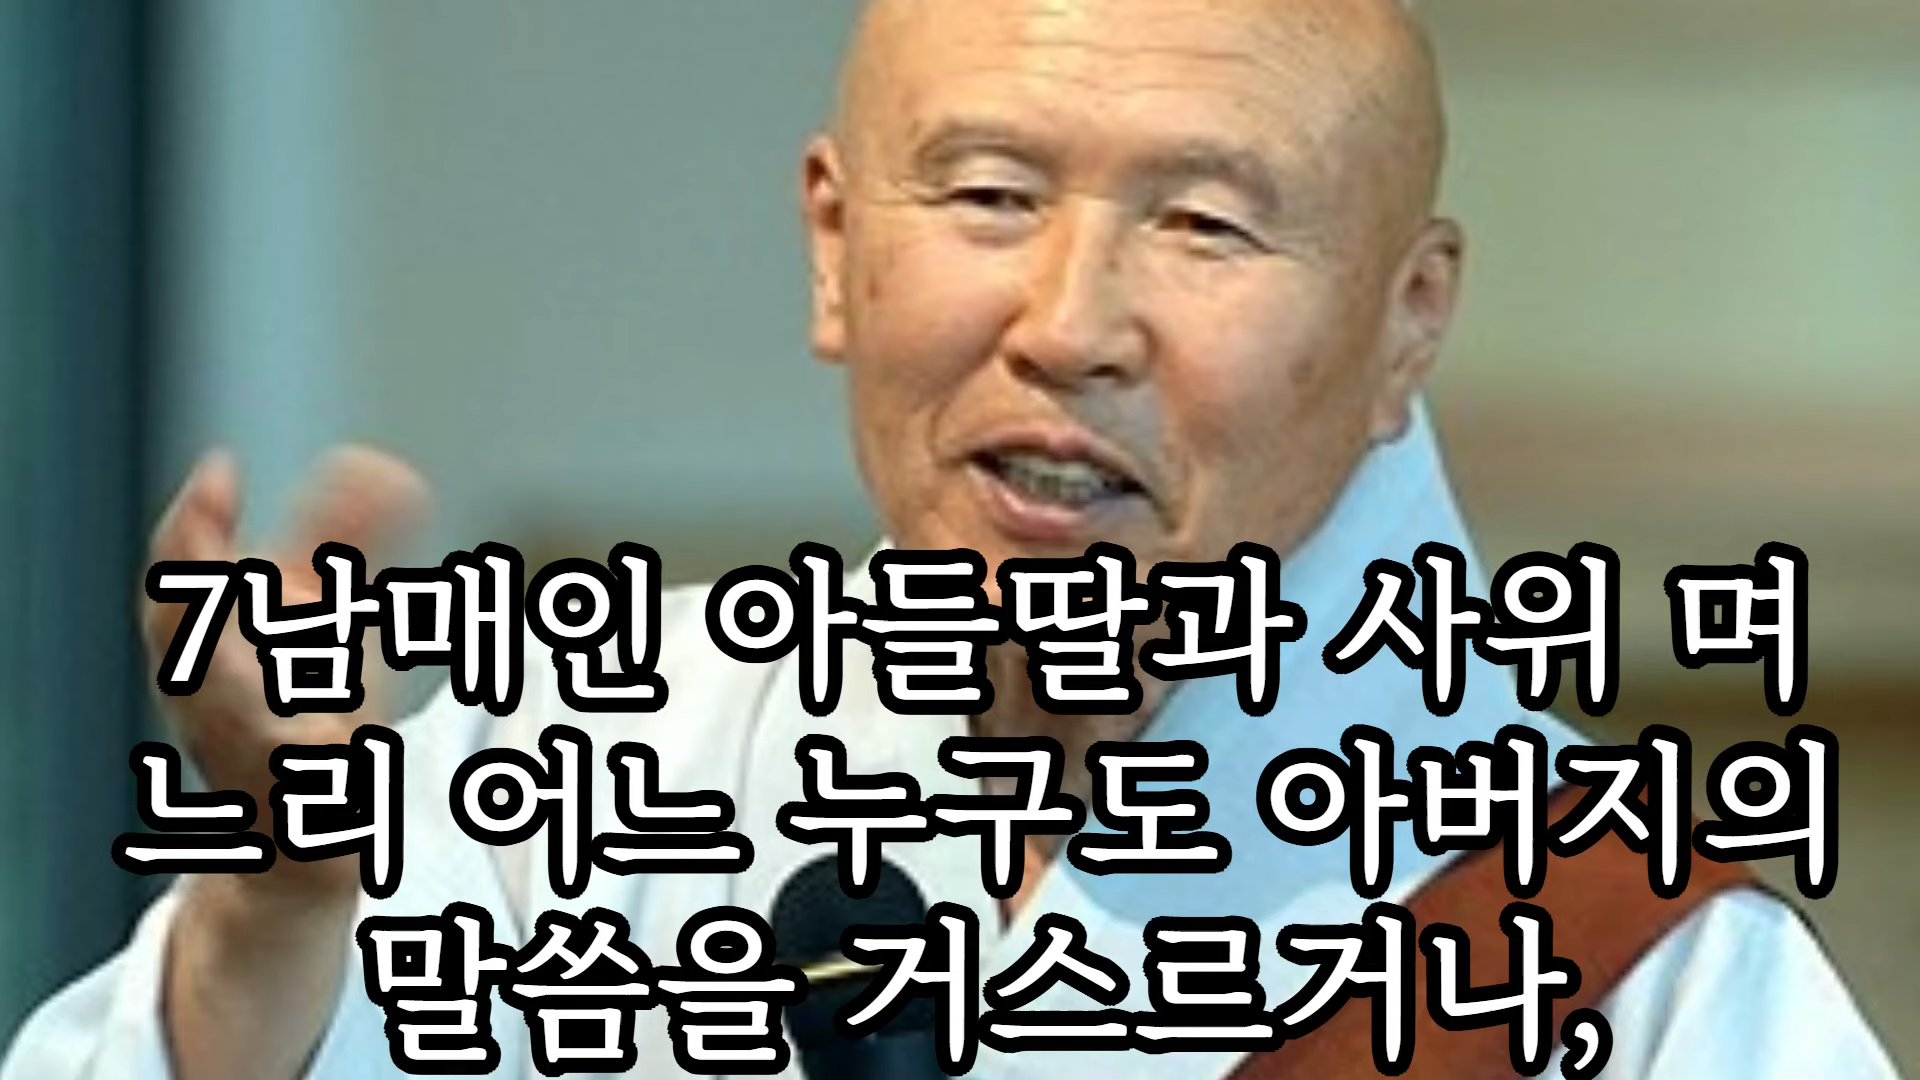 7남매인 아들딸과 사위 며
느리 어느 누구도 아버지의
말씀을 거스르거나,